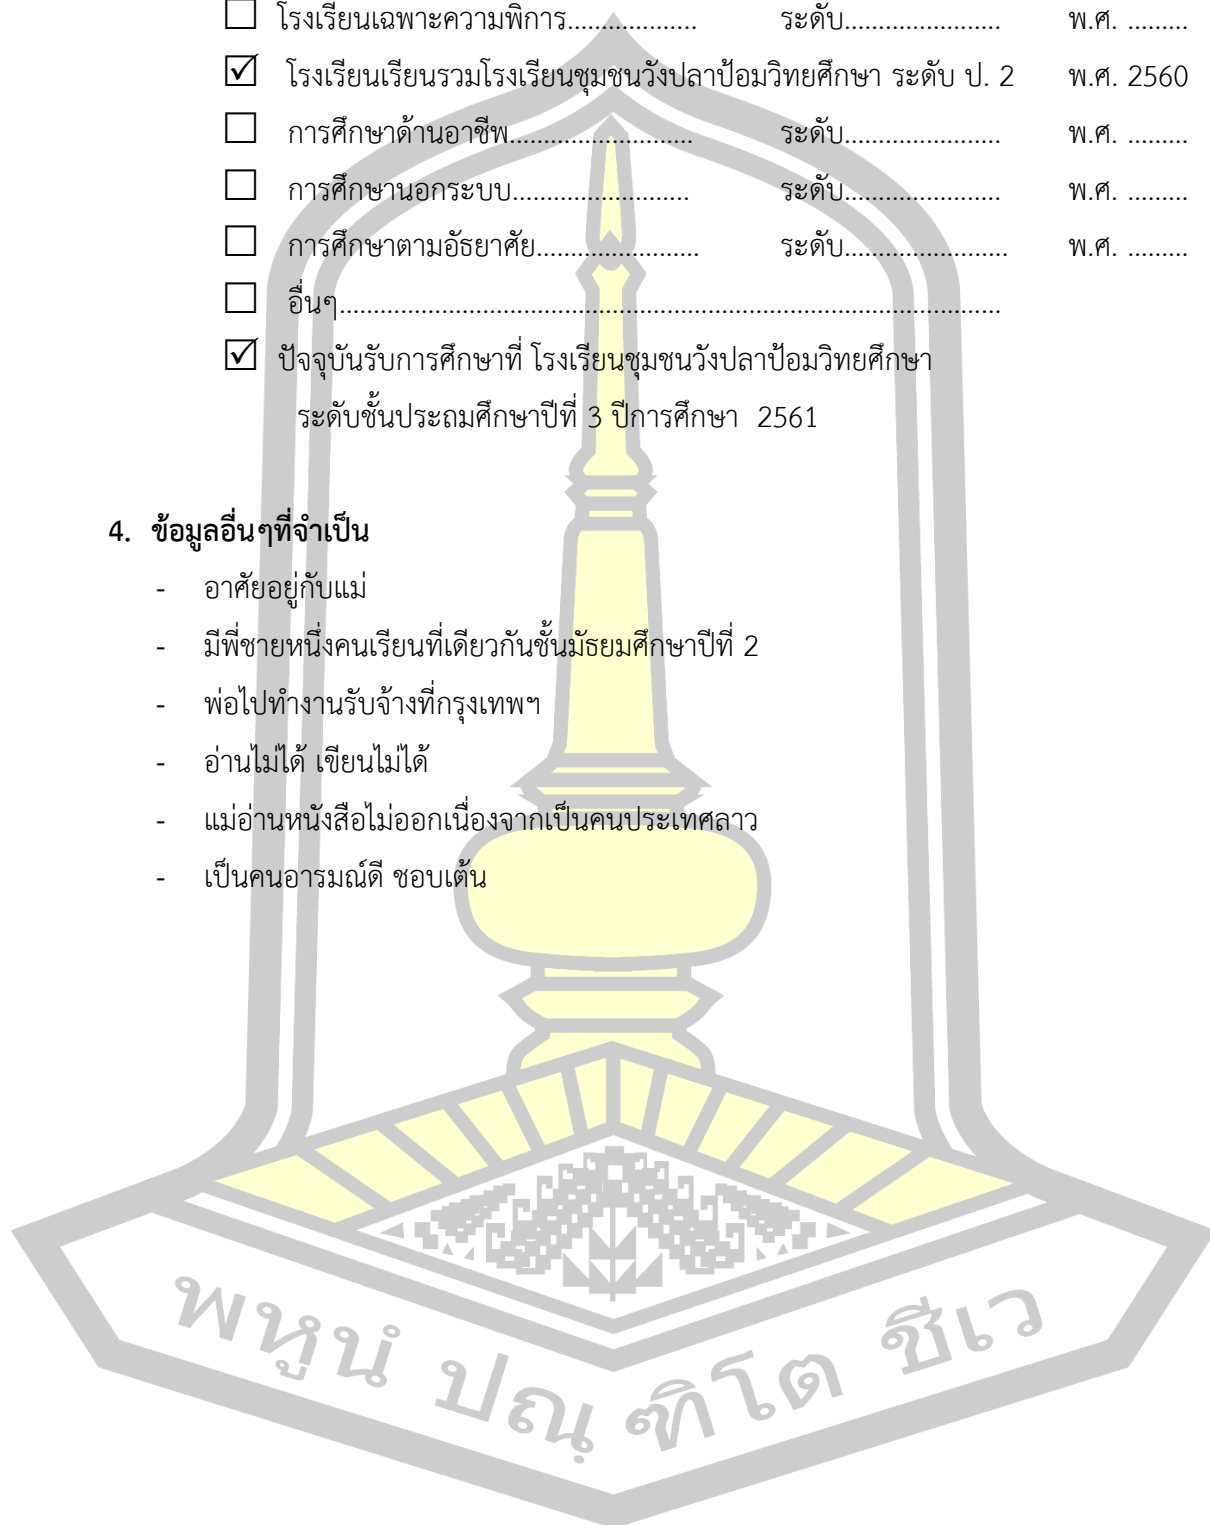 ☐ โรงเรียนเฉพาะความพิการ................... ระดับ....................... พ.ศ. .........
☑ โรงเรียนเรียนรวมโรงเรียนชุมชนวังปลาป้อมวิทยศึกษา ระดับ ป. 2 พ.ศ. 2560
☐ การศึกษาด้านอาชีพ........................... ระดับ....................... พ.ศ. .........
☐ การศึกษานอกระบบ.......................... ระดับ....................... พ.ศ. .........
☐ การศึกษาตามอัธยาศัย........................ ระดับ........................ พ.ศ. .........
☐ อื่นๆ.................................................................................................
☑ ปัจจุบันรับการศึกษาที่ โรงเรียนชุมชนวังปลาป้อมวิทยศึกษา
ระดับชั้นประถมศึกษาปีที่ 3 ปีการศึกษา 2561
4. ข้อมูลอื่นๆที่จำเป็น
- อาศัยอยู่กับแม่
- มีพี่ชายหนึ่งคนเรียนที่เดียวกันชั้นมัธยมศึกษาปีที่ 2
- พ่อไปทำงานรับจ้างที่กรุงเทพฯ
- อ่านไม่ได้ เขียนไม่ได้
- แม่อ่านหนังสือไม่ออกเนื่องจากเป็นคนประเทศลาว
- เป็นคนอารมณ์ดี ชอบเต้น
พหูนํ ปณฺฑิโต ชีเว